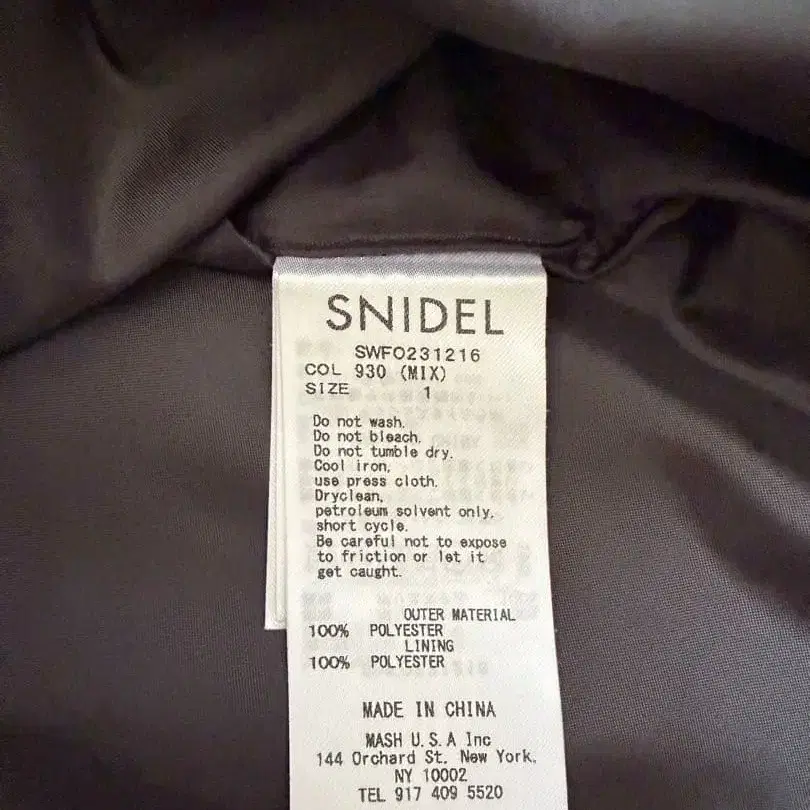 SNIDEL
SWFO231216
COL 930 (MIX)
SIZE 1
Do not wash.
Do not bleach.
Do not tumble dry.
Cool iron,
use press cloth.
Dryclean,
petroleum solvent only,
short cycle.
Be careful not to expose
to friction or let it
get caught.
OUTER MATERIAL
100% POLYESTER
LINING
100% POLYESTER
MADE IN CHINA
MASH U.S.A Inc
144 Orchard St. New York,
NY 10002
TEL 917 409 5520